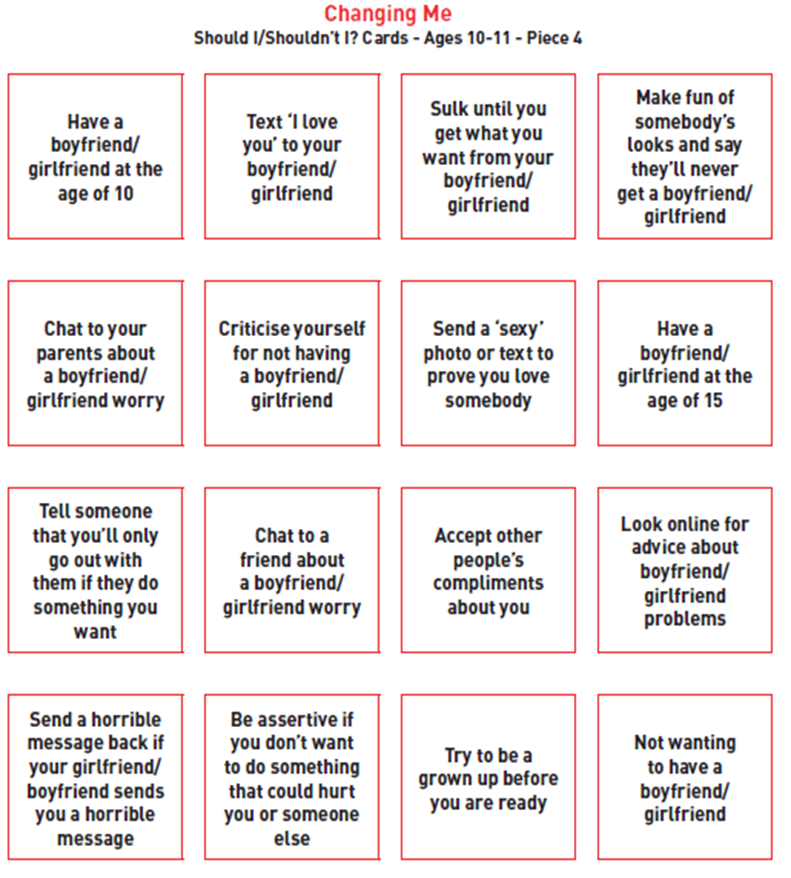 Changing Me
Should I/Shouldn't I? Cards - Ages 10-11 - Piece 4
Have a
boyfriend/
girlfriend at the
age of 10
Text ‘I love
you’ to your
boyfriend/
girlfriend
Sulk until you
get what you
want from your
boyfriend/
girlfriend
Make fun of
somebody's
looks and say
they'll never
get a boyfriend/
girlfriend
Chat to your
parents about
a boyfriend/
girlfriend worry
Criticise yourself
for not having
a boyfriend/
girlfriend
Send a ‘sexy’
photo or text to
prove you love
somebody
Have a
boyfriend/
girlfriend at the
age of 15
Tell someone
that you'll only
go out with
them if they do
something you
want
Chat to a
friend about
a boyfriend/
girlfriend worry
Accept other
people's
compliments
about you
Look online for
advice about
boyfriend/
girlfriend
problems
Send a horrible
message back if
your girlfriend/
boyfriend sends
you a horrible
message
Be assertive if
you don't want
to do something
that could hurt
you or someone
else
Try to be a
grown up before
you are ready
Not wanting
to have a
boyfriend/
girlfriend